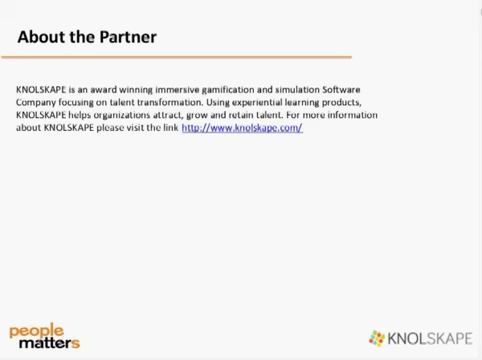 About the Partner
KNOLSKAPE is an award winning immersive gamification and simulation Software
Company focusing on talent transformation. Using experiential learning products,
KNOLSKAPE helps organizations attract, grow and retain talent. For more information
about KNOLSKAPE please visit the link http://www.knolskape.com/
people
matters
KNOLSKAPE